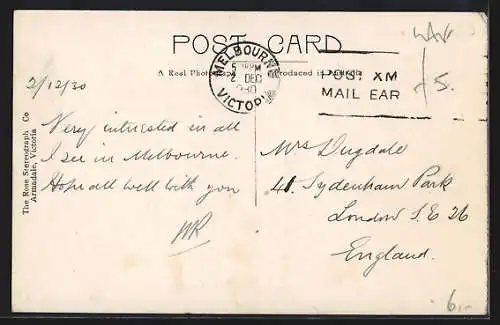 POST CARD
A Real Photograph Produced in Australia
MELBOURNE
2 DEC
VICTORIA
POST XM
MAIL EAR
5.
2/12/30
Very interested in all
I see in Melbourne.
Hope all well with you
The Rose Stereograph Co
Armadale, Victoria
Mrs Dugdale
41. Sydenham Park
London S.E 26
England.
6,-